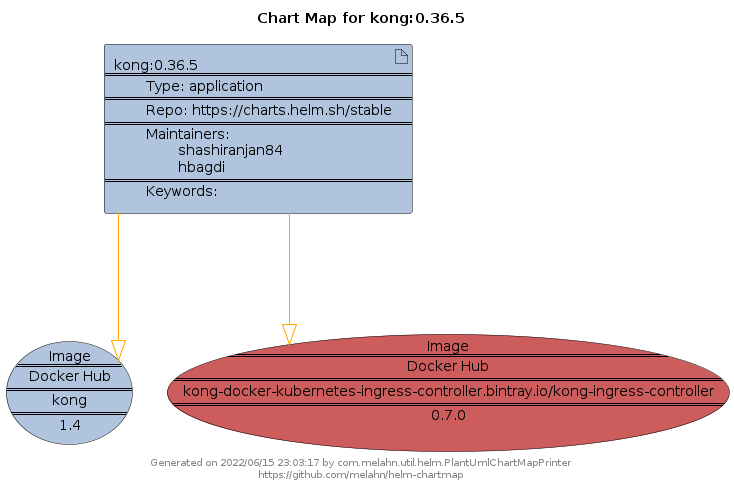 Chart Map for kong:0.36.5
kong:0.36.5
Type: application
Repo: https://charts.helm.sh/stable
Maintainers:
shashiranjan84
hbagdi
Keywords:
Image
Docker Hub
kong
1.4
Image
Docker Hub
kong-docker-kubernetes-ingress-controller.bintray.io/kong-ingress-controller
0.7.0
Generated on 2022/06/15 23:03:17 by com.melahn.util.helm.PlantUmlChartMapPrinter
https://github.com/melahn/helm-chartmap